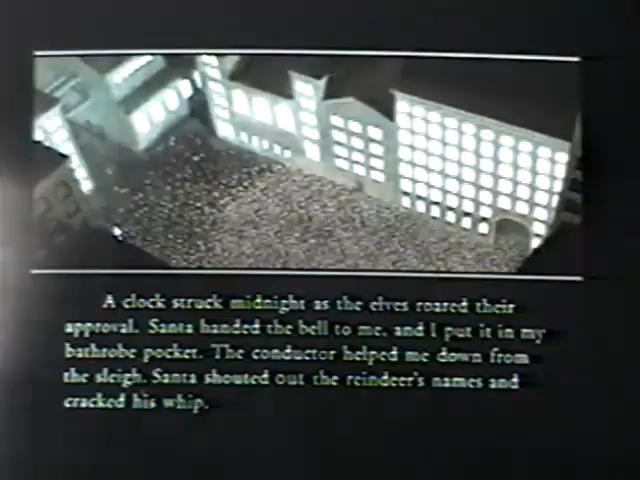 A clock struck midnight as the elves roared their
approval. Santa handed the bell to me, and I put it in my
bathrobe pocket. The conductor helped me down from
the sleigh. Santa shouted out the reindeer's names and
cracked his whip.